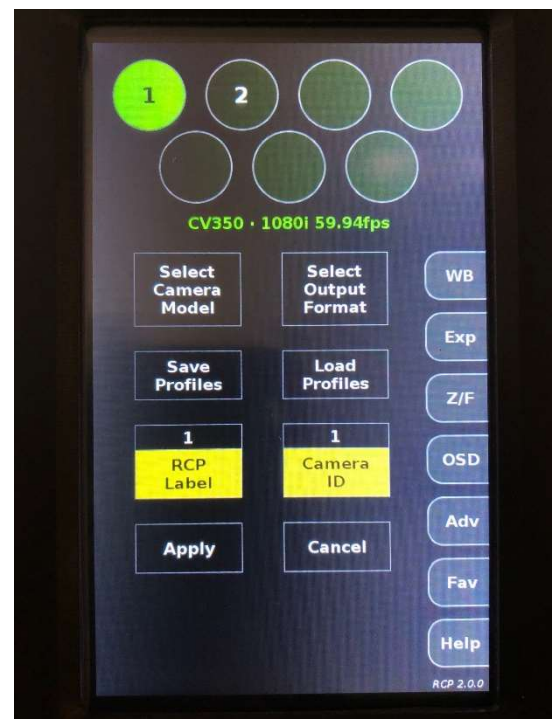 1
2
CV350 · 1080i 59.94fps
Select
Camera
Model
Select
Output
Format
WB
Exp
Save
Profiles
Load
Profiles
Z/F
1
RCP
Label
1
Camera
ID
OSD
Adv
Apply
Cancel
Fav
Help
RCP 2.0.0